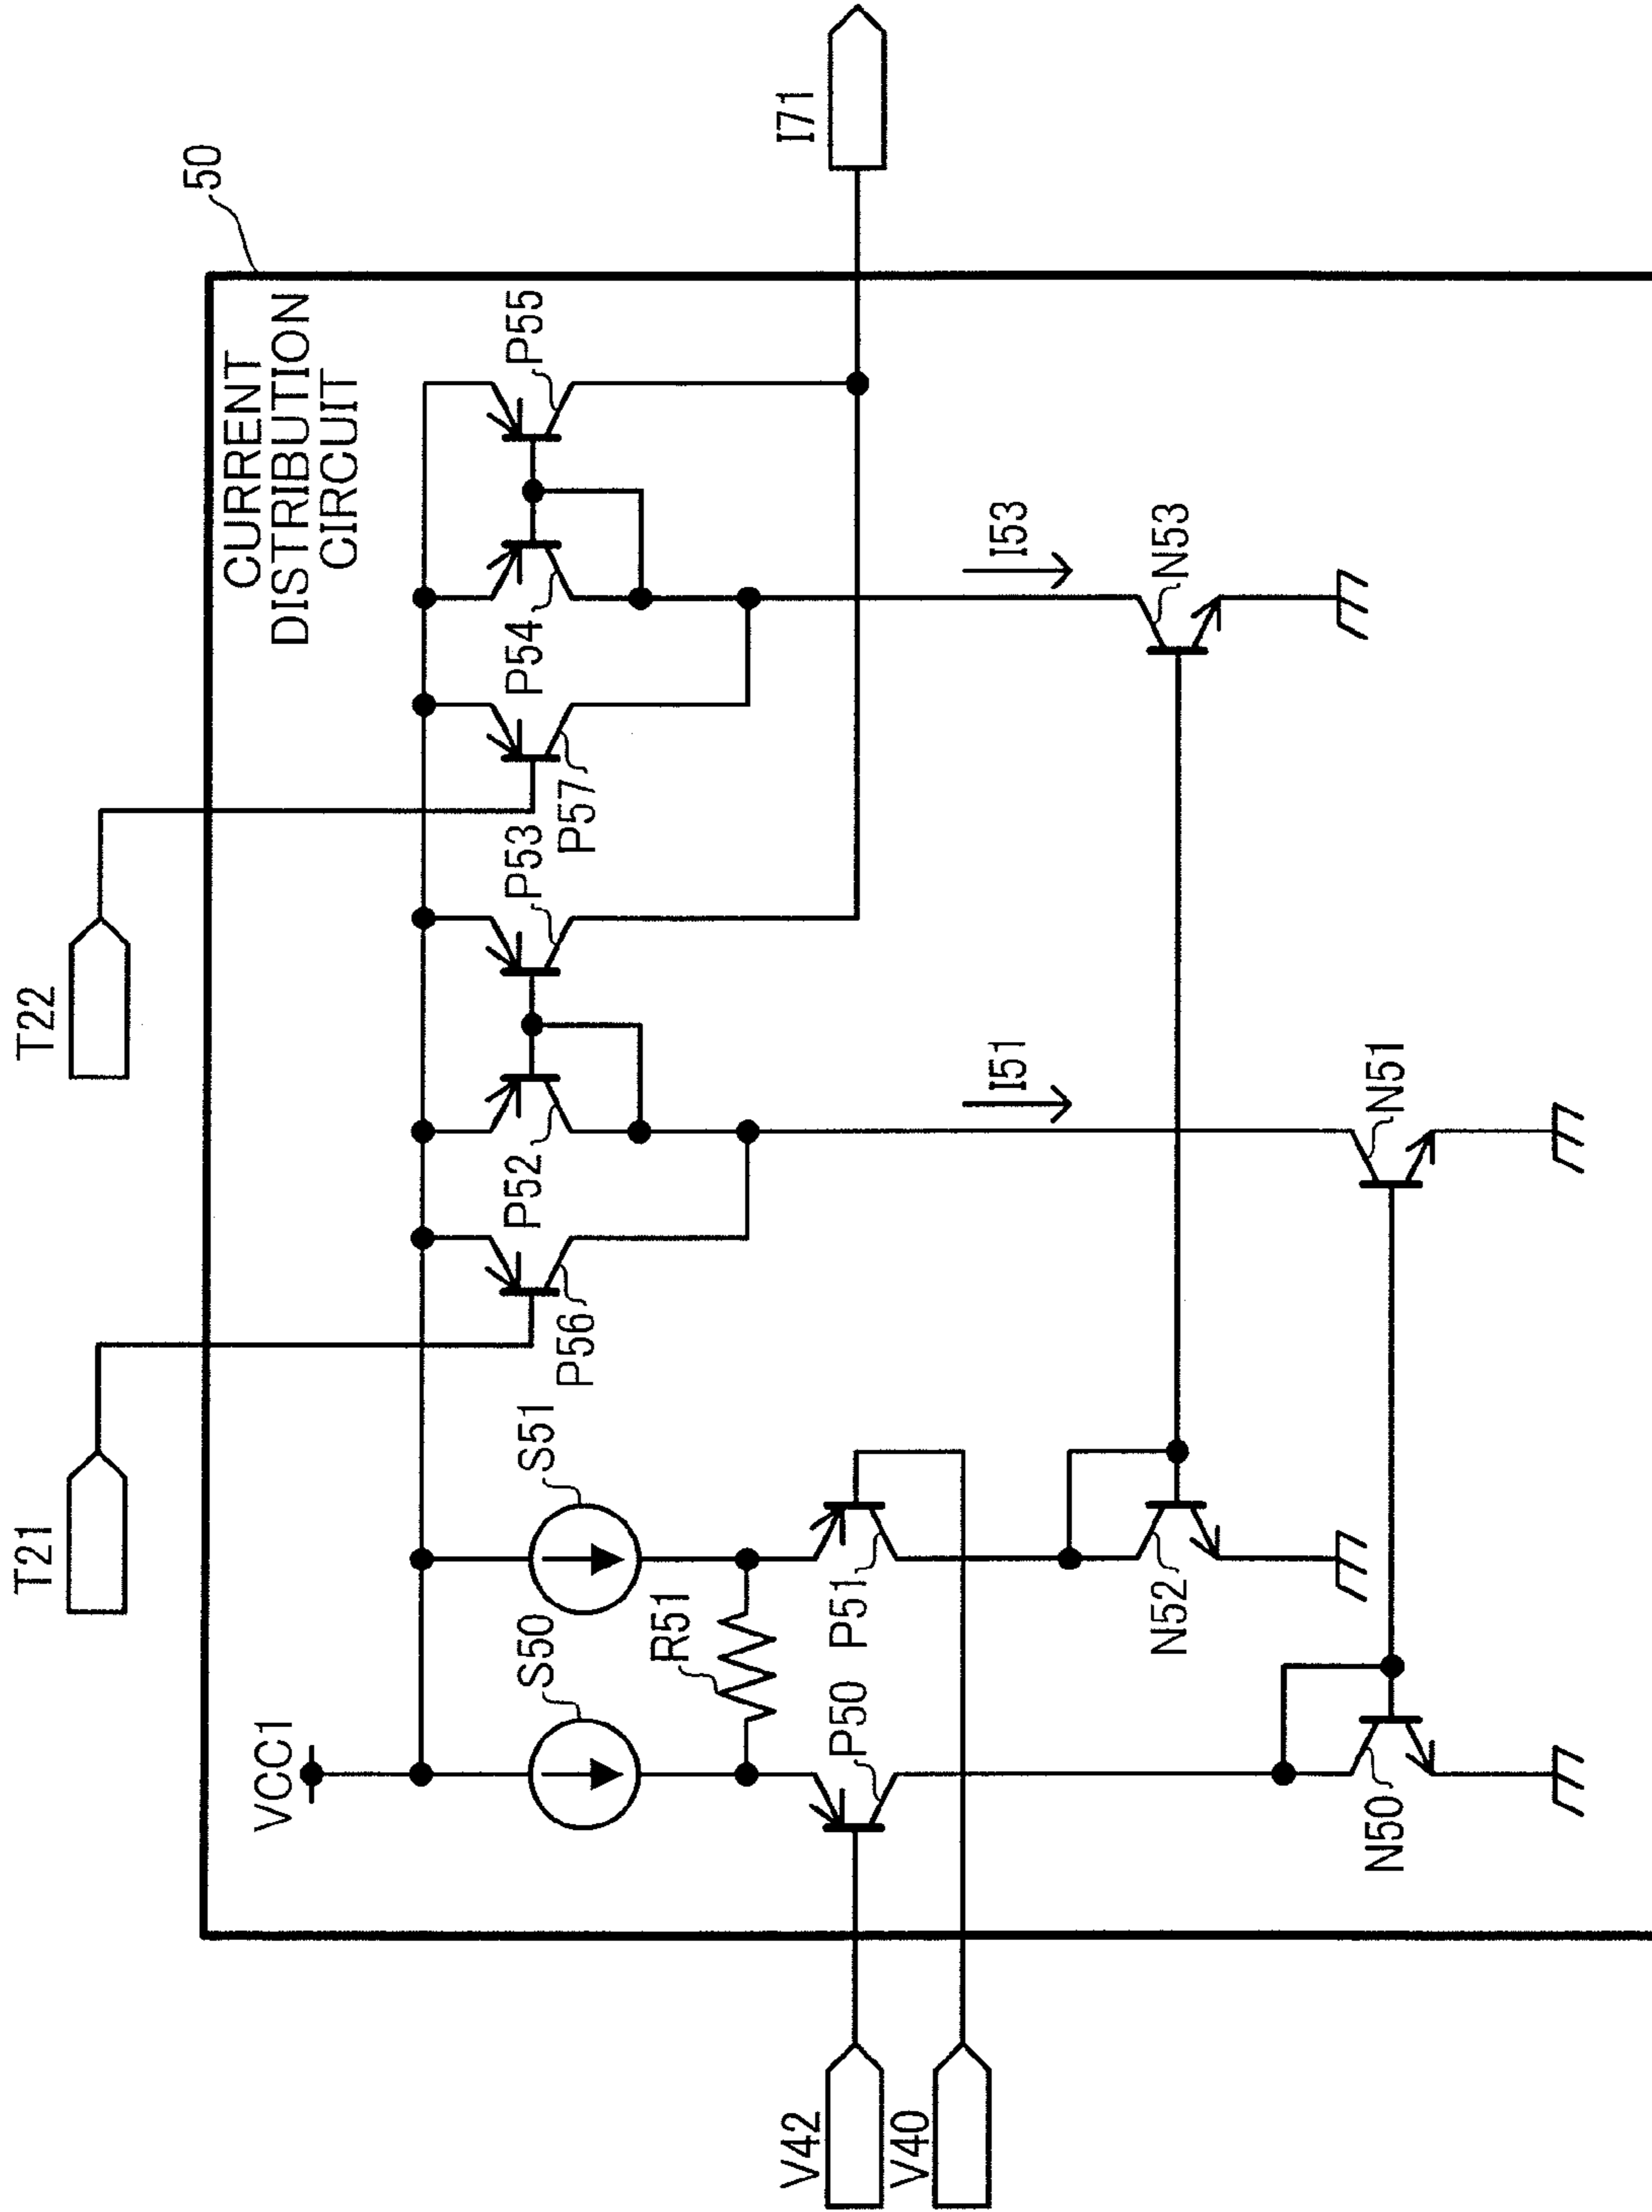 T21
T22
50
CURRENT
DISTRIBUTION
CIRCUIT
VCC1
S50
S51
R51
P56
P52
P53
P57
P54
P55
V42
V40
P50
P51
I51
I53
I71
N52
N53
N50
N51